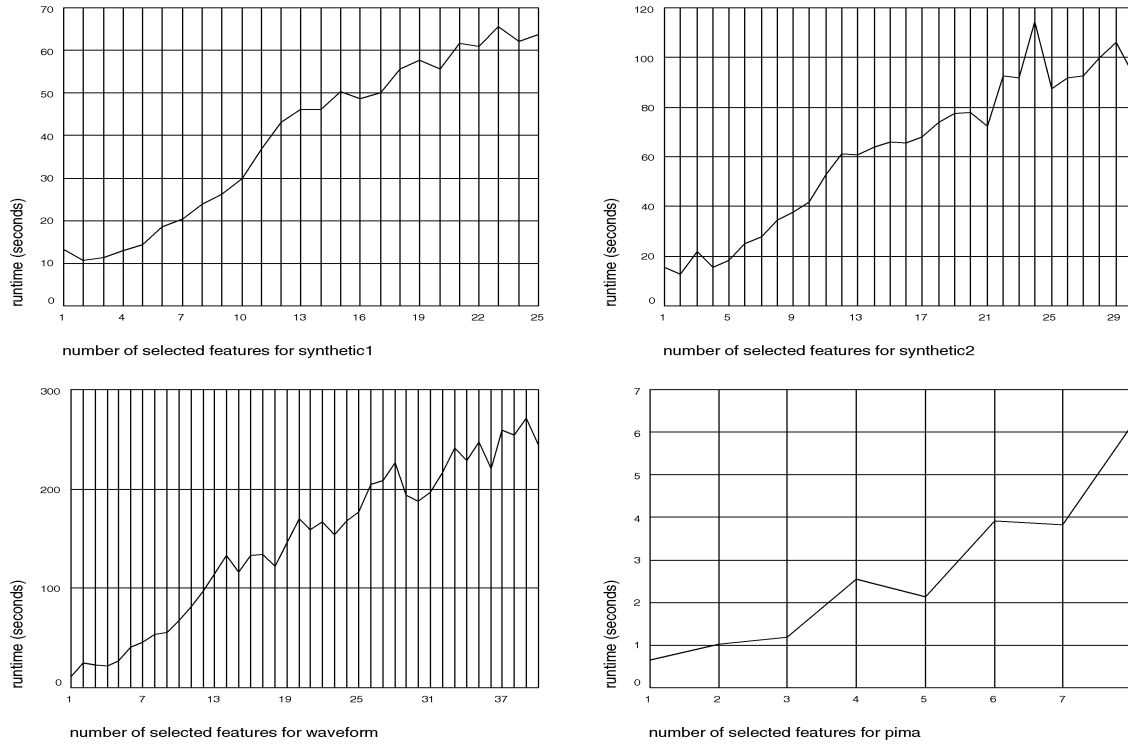 70
60
50
40
30
20
10
0
runtime (seconds)
1 4 7 10 13 16 19 22 25
number of selected features for synthetic1
120
100
80
60
40
20
0
runtime (seconds)
1 5 9 13 17 21 25 29
number of selected features for synthetic2
300
200
100
0
runtime (seconds)
1 7 13 19 25 31 37
number of selected features for waveform
7
6
5
4
3
2
1
0
runtime (seconds)
1 2 3 4 5 6 7
number of selected features for pima